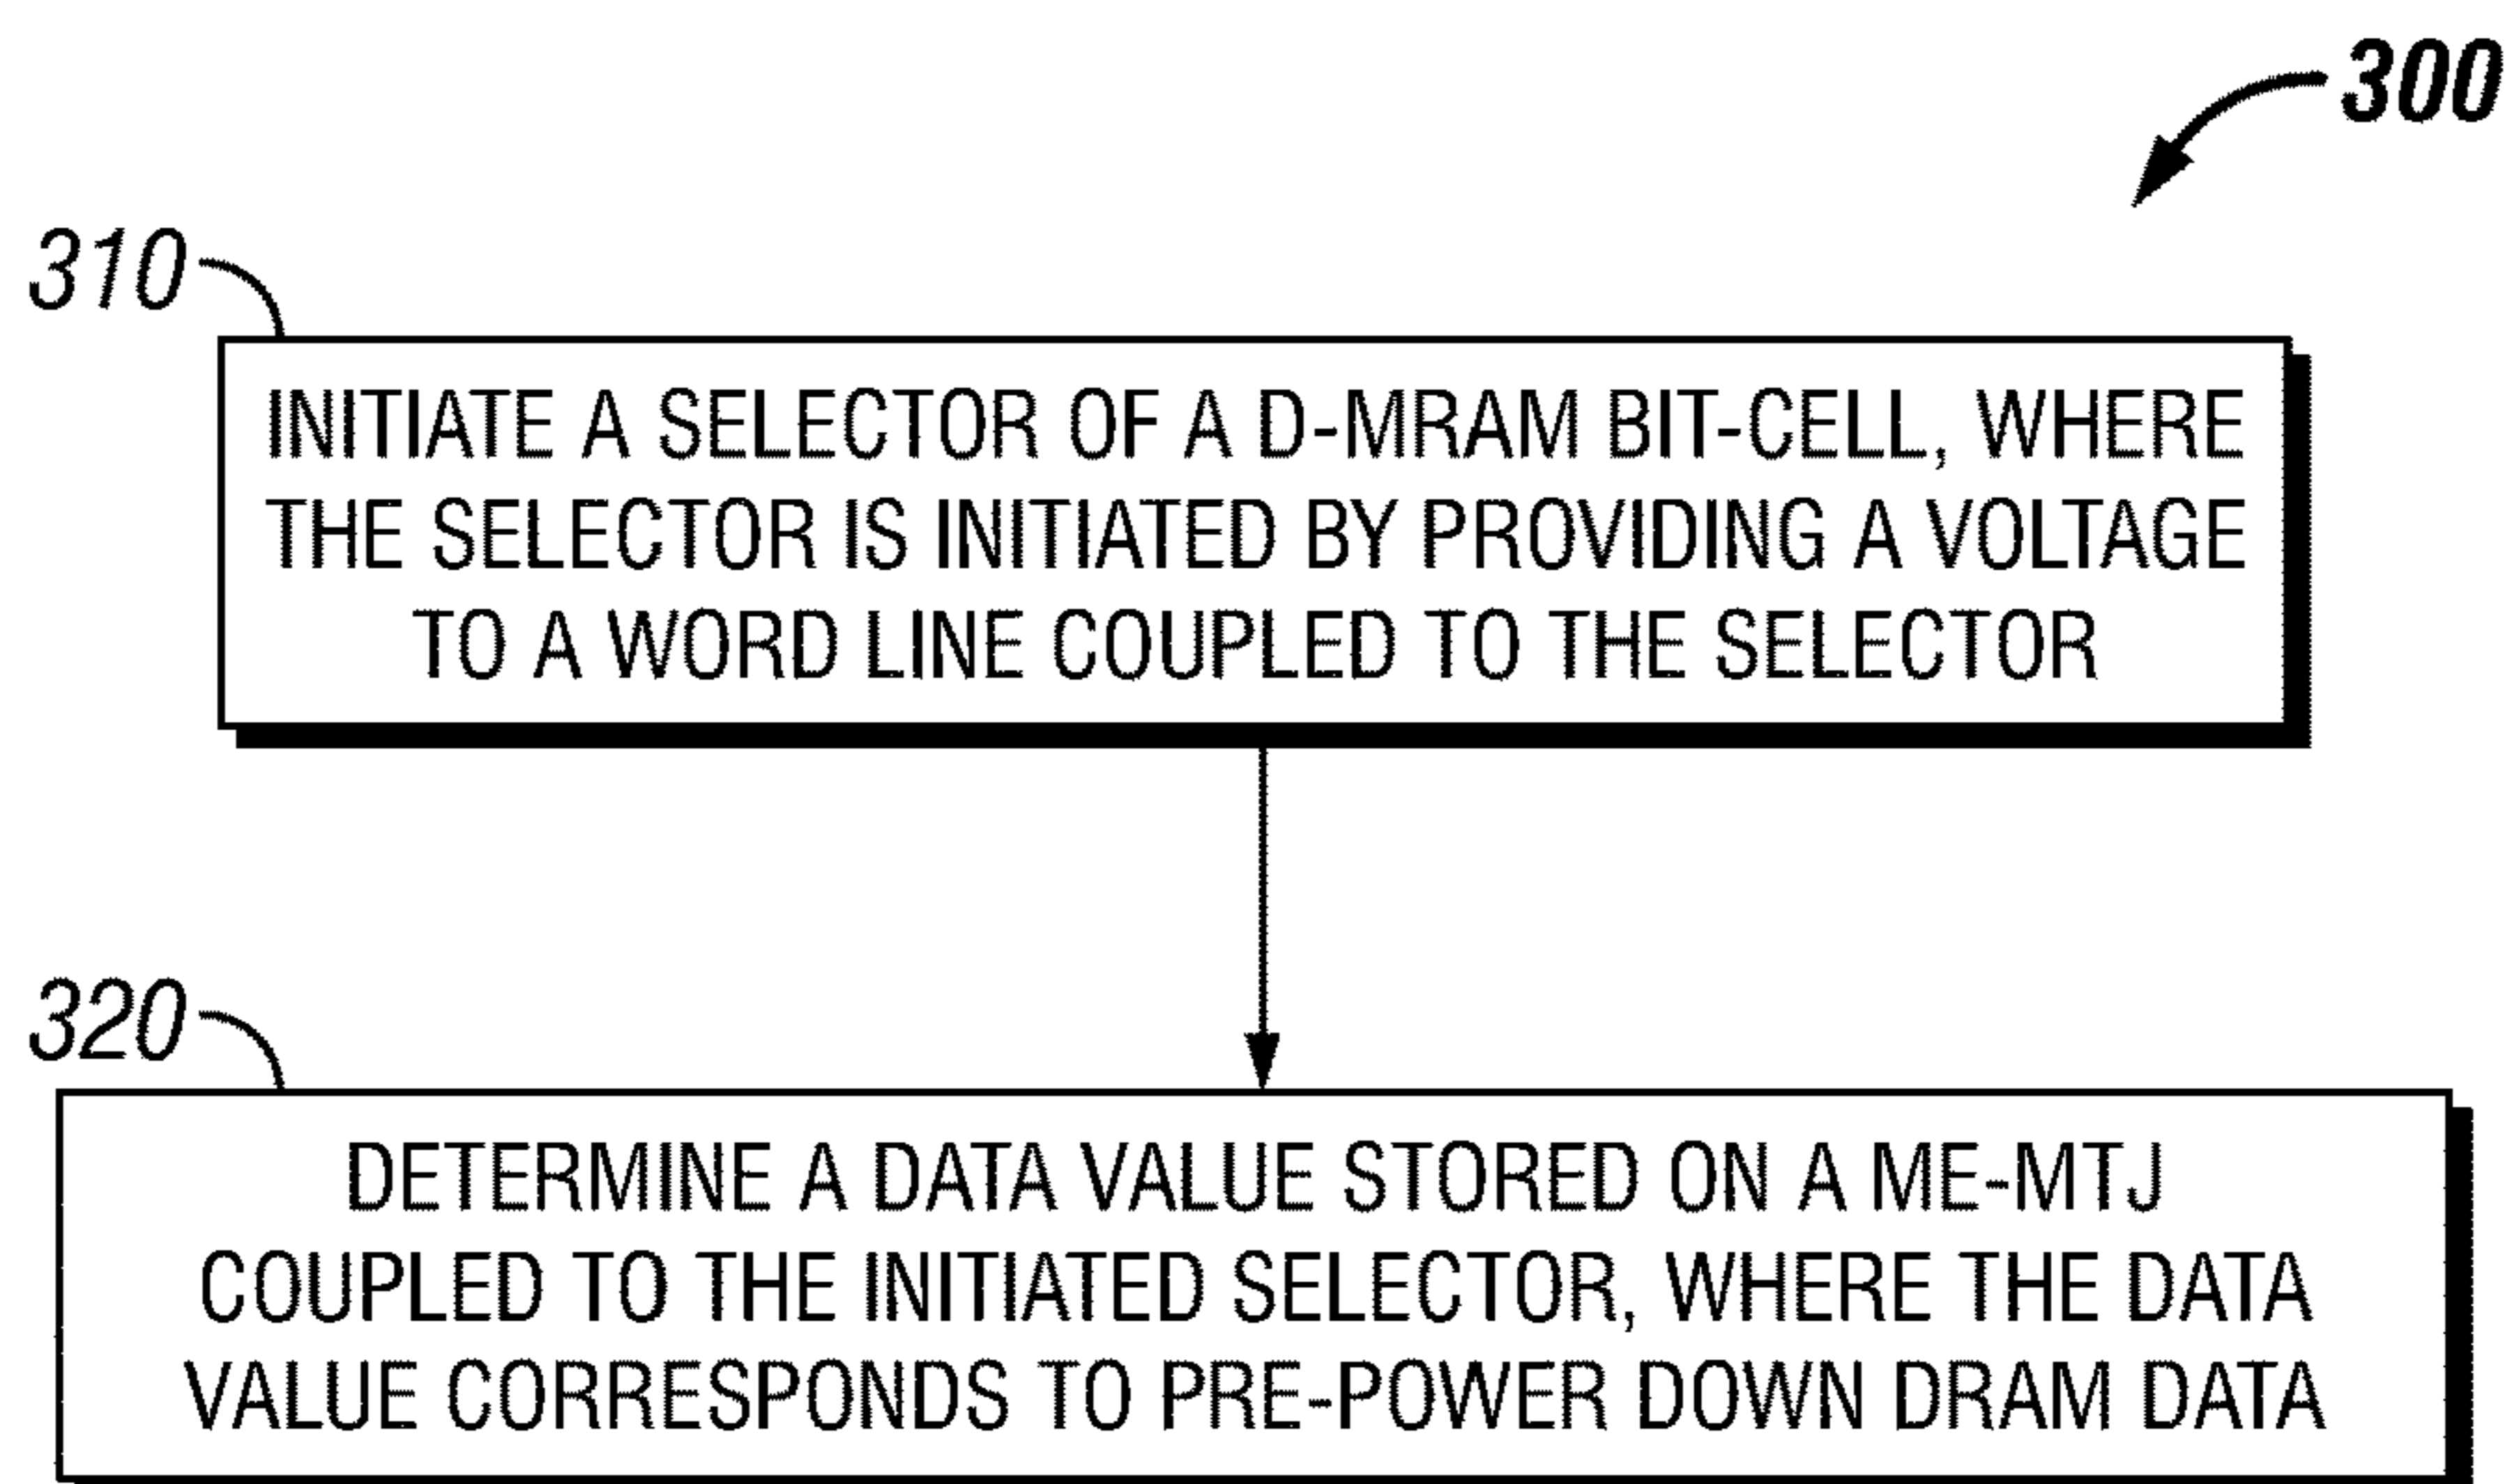 300
310
INITIATE A SELECTOR OF A D-MRAM BIT-CELL, WHERE
THE SELECTOR IS INITIATED BY PROVIDING A VOLTAGE
TO A WORD LINE COUPLED TO THE SELECTOR
320
DETERMINE A DATA VALUE STORED ON A ME-MTJ
COUPLED TO THE INITIATED SELECTOR, WHERE THE DATA
VALUE CORRESPONDS TO PRE-POWER DOWN DRAM DATA